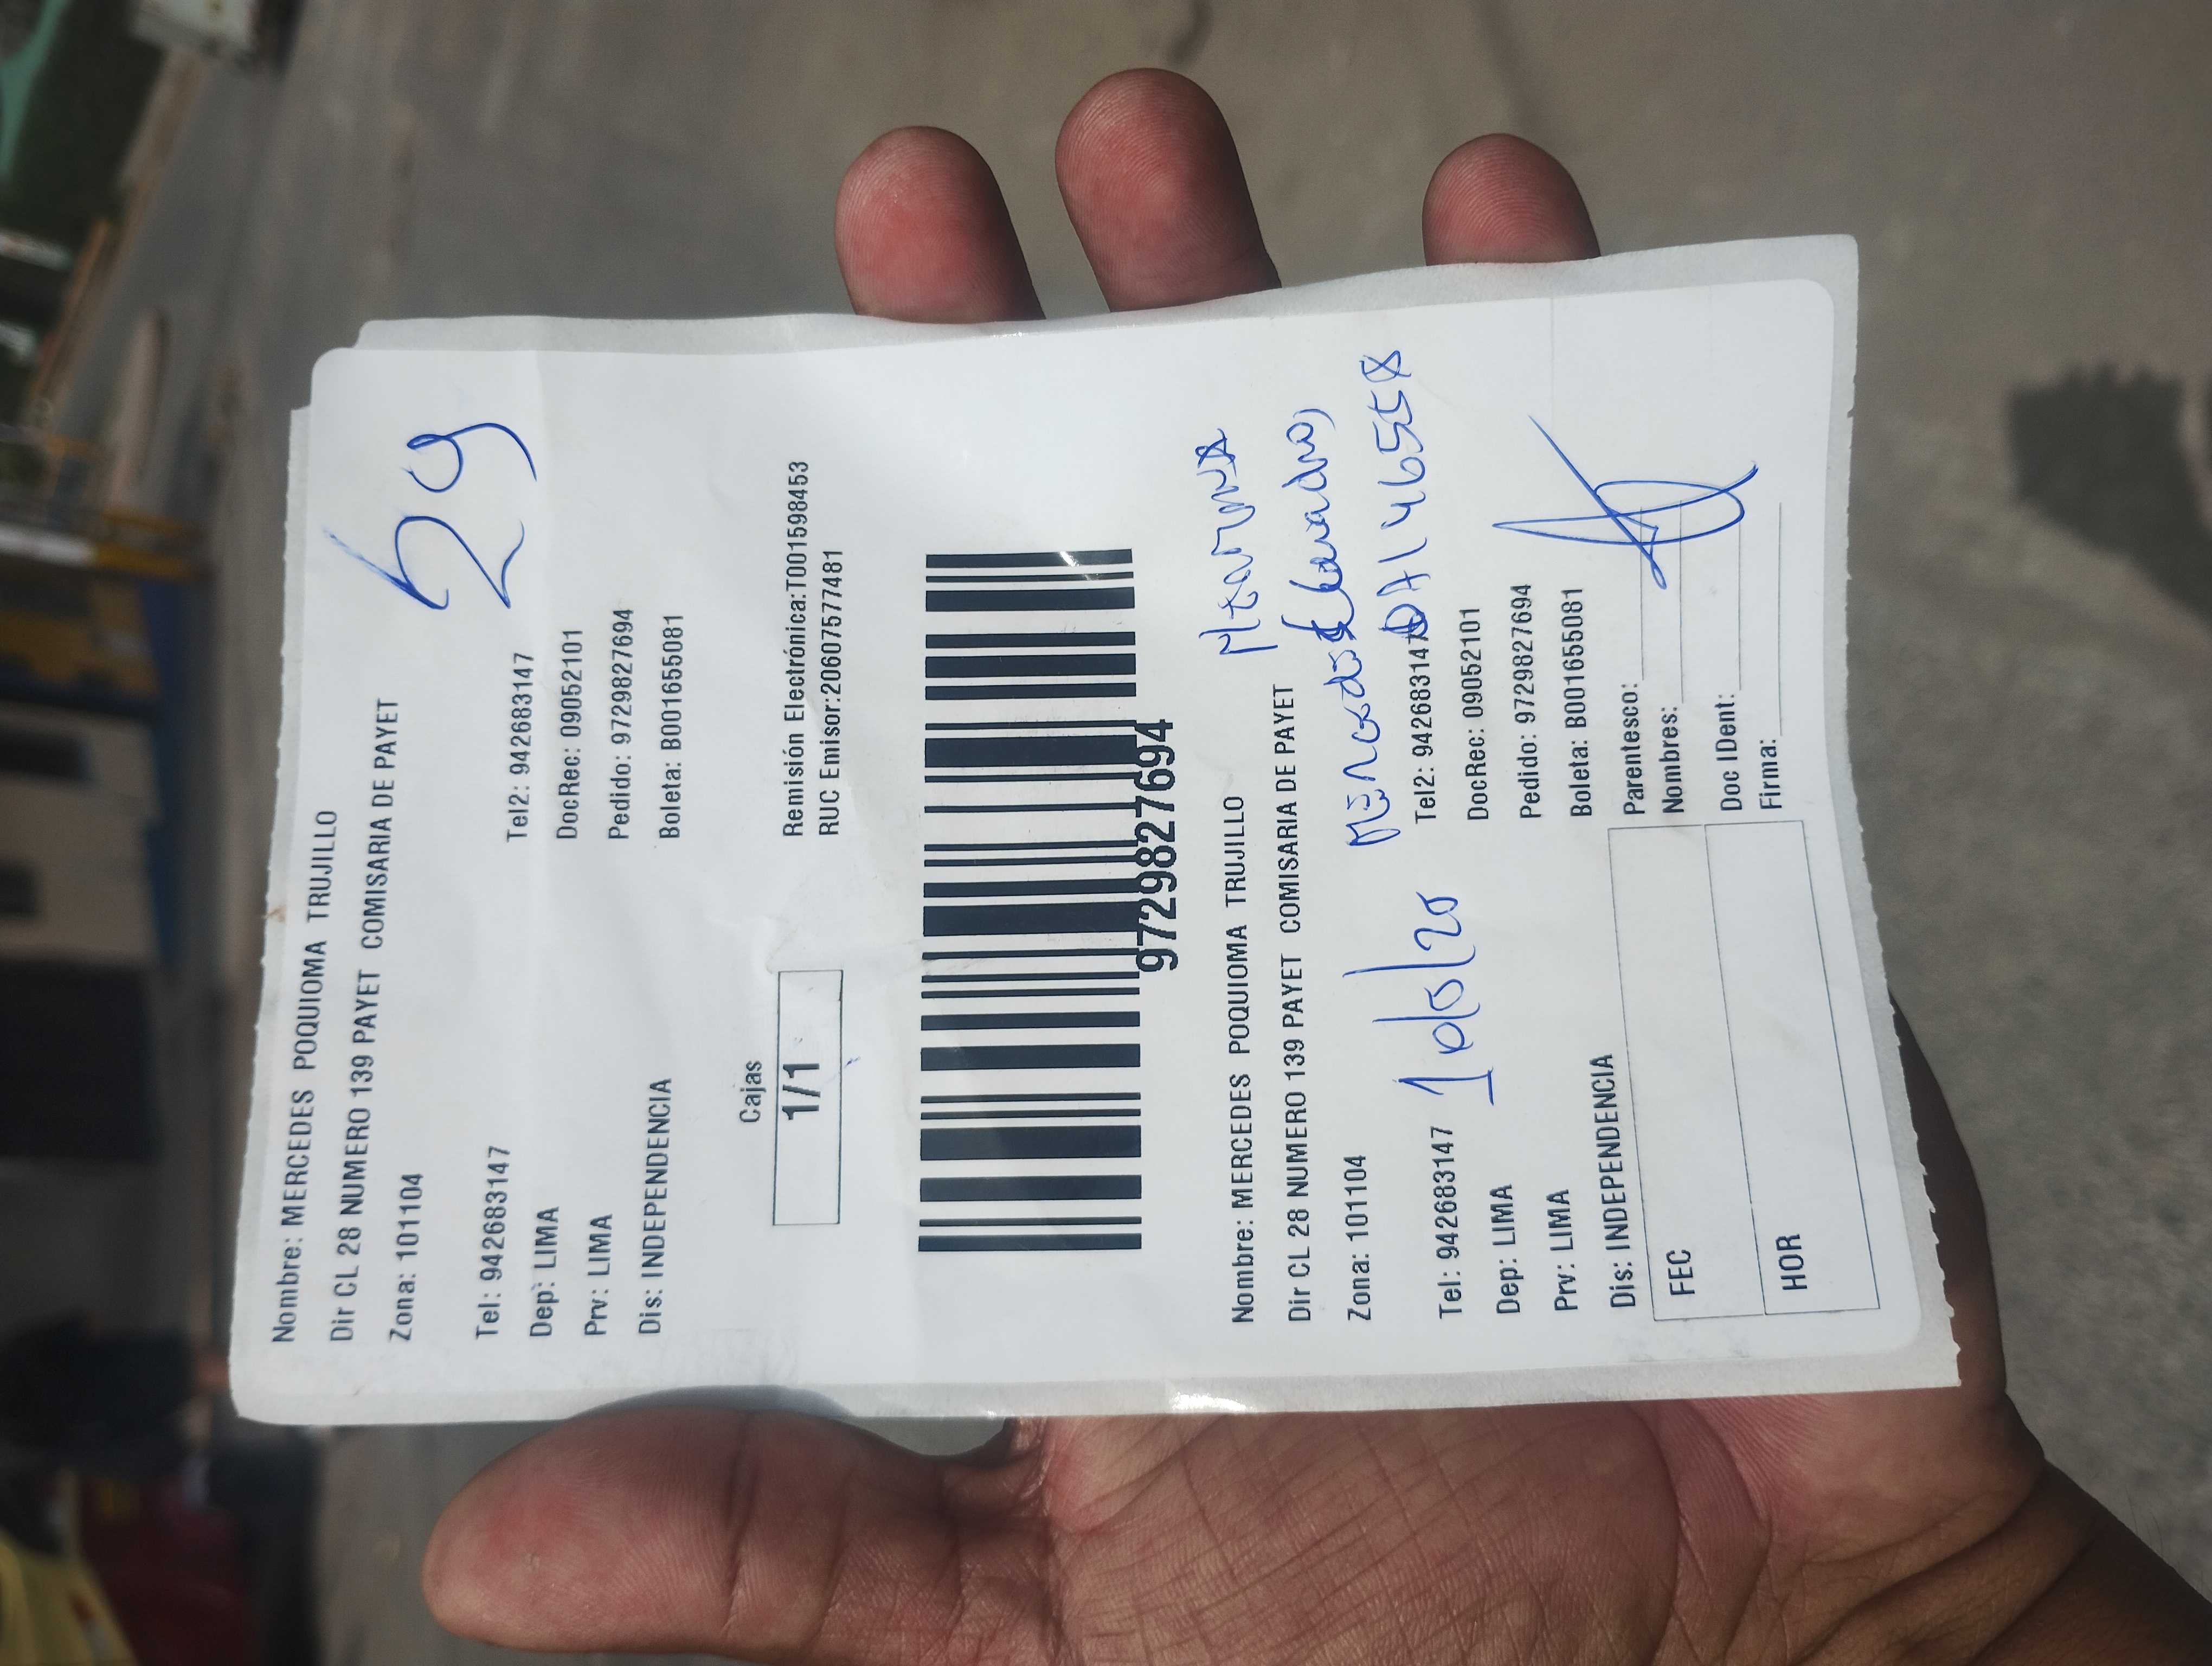 Nombre: MERCEDES POQUIOMA TRUJILLO
Dir CL 28 NUMERO 139 PAYET COMISARIA DE PAYET
Zona: 101104
59
Tel: 942683147 Tel2: 942683147
Dep: LIMA DocRec: 09052101
Prv: LIMA Pedido: 9729827694
Dis: INDEPENDENCIA Boleta: B001655081
Cajas
1/1
Remisión Electrónica:T001598453
RUC Emisor:20607577481
9729827694
Nombre: MERCEDES POQUIOMA TRUJILLO
Dir CL 28 NUMERO 139 PAYET COMISARIA DE PAYET
Zona: 101104
Tel: 942683147 Tel2: 942683147
Dep: LIMA DocRec: 09052101
Prv: LIMA Pedido: 9729827694
Dis: INDEPENDENCIA Boleta: B001655081
FEC
HOR
Parentesco:
Nombres:
Doc IDent:
Firma: